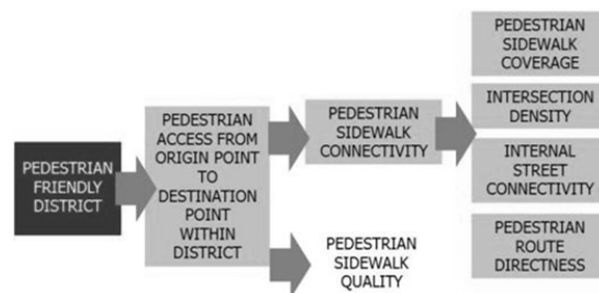 PEDESTRIAN
FRIENDLY
DISTRICT
PEDESTRIAN
ACCESS FROM
ORIGIN POINT
TO
DESTINATION
POINT
WITHIN
DISTRICT
PEDESTRIAN
SIDEWALK
CONNECTIVITY
PEDESTRIAN
SIDEWALK
QUALITY
PEDESTRIAN
SIDEWALK
COVERAGE
INTERSECTION
DENSITY
INTERNAL
STREET
CONNECTIVITY
PEDESTRIAN
ROUTE
DIRECTNESS